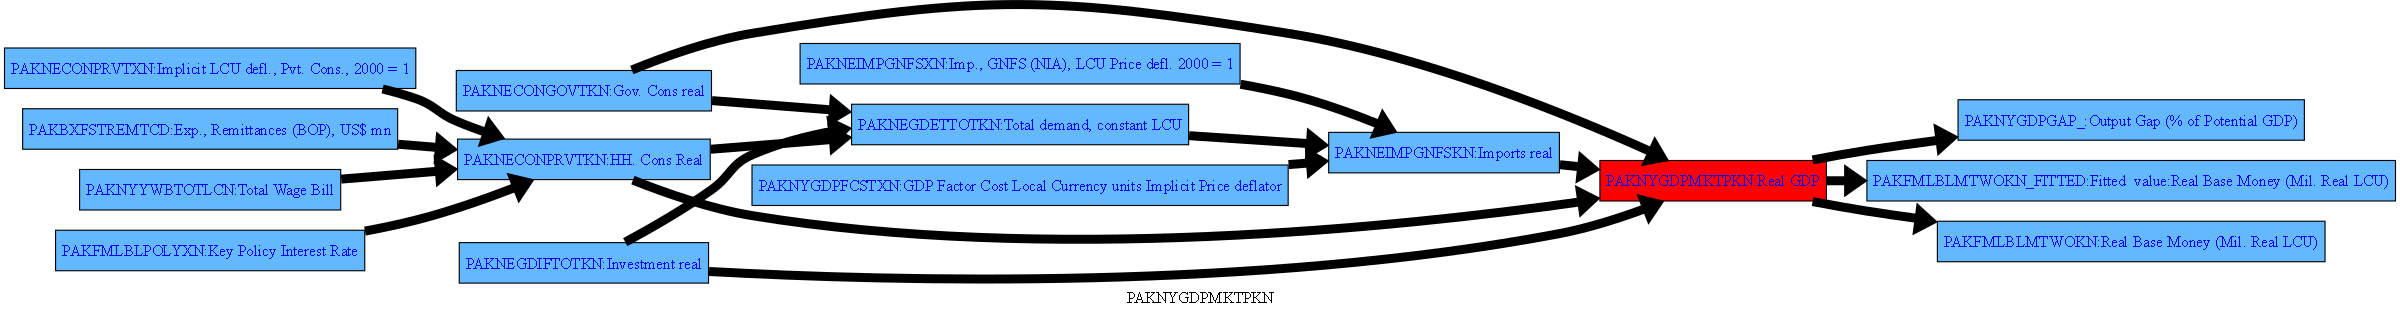 PAKNECONPRVTXN:Implicit LCU defl., Pvt. Cons., 2000 = 1
PAKBXFSTREMTCD:Exp., Remittances (BOP), US$ mn
PAKNYYWBTOTLCN:Total Wage Bill
PAKFMLBLPOLYXN:Key Policy Interest Rate
PAKNECONGOVTKN:Gov. Cons real
PAKNECONPRVTKN:HH. Cons Real
PAKNEGDIFTOTKN:Investment real
PAKNEIMPGNFSXN:Imp., GNFS (NIA), LCU Price defl. 2000 = 1
PAKNEGDETTOTKN:Total demand, constant LCU
PAKNYGDPFCSTXN:GDP Factor Cost Local Currency units Implicit Price deflator
PAKNEIMPGNFSKN:Imports real
PAKNYGDPMKTPKN:Real GDP
PAKNYGDPGAP_:Output Gap (% of Potential GDP)
PAKFMLBLMTWOKN_FITTED:Fitted  value:Real Base Money (Mil. Real LCU)
PAKFMLBLMTWOKN:Real Base Money (Mil. Real LCU)
PAKNYGDPMKTPKN